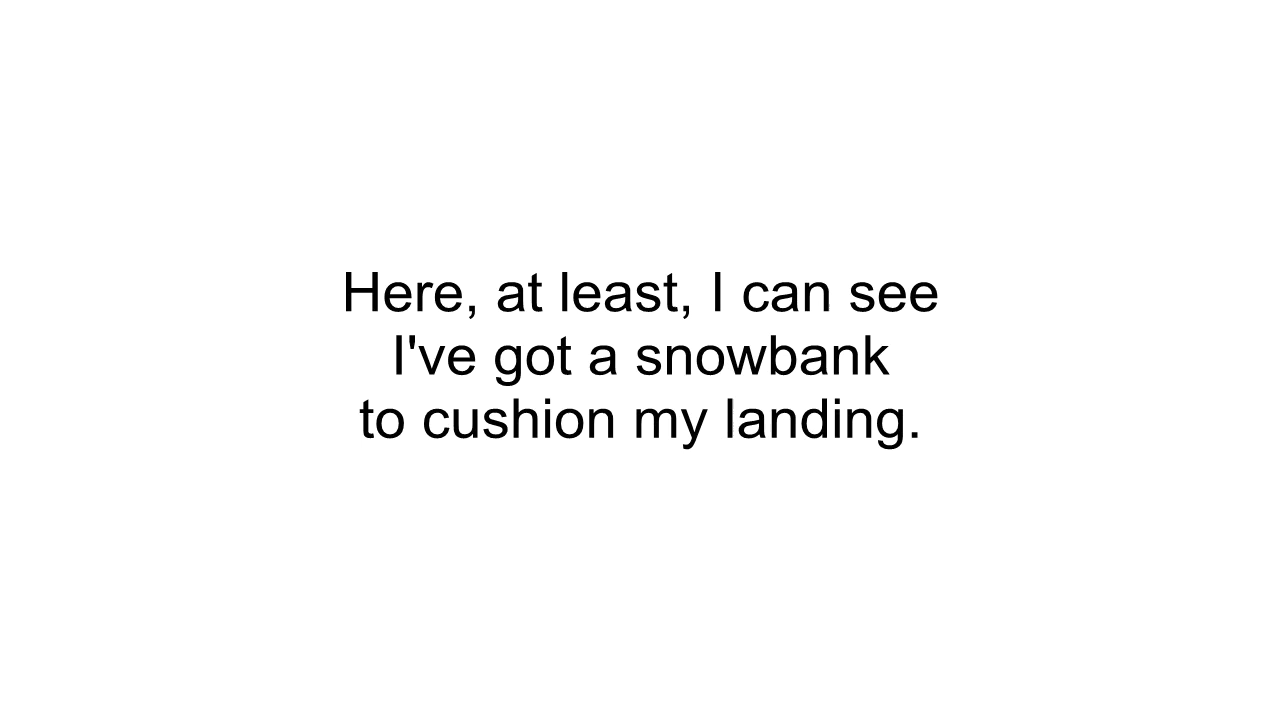 Here, at least, I can see
I've got a snowbank
to cushion my landing.